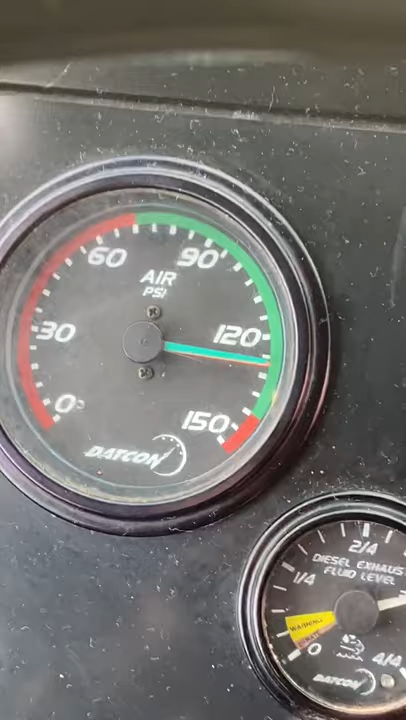 60
90
AIR
PSI
30
120
0
150
DATCON
2/4
DIESEL EXHAUS
FLUID LEVEL
1/4
WARNING
0
4/4
DATCON